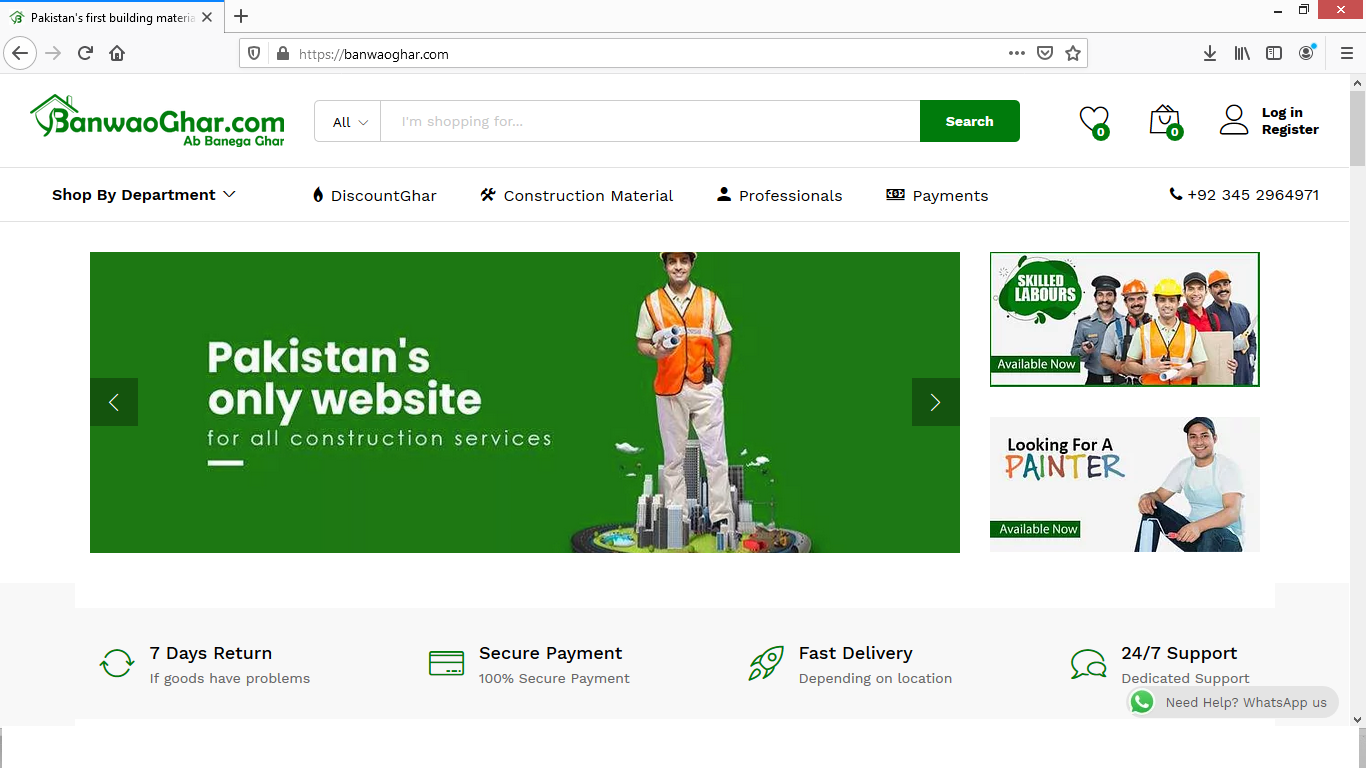 Pakistan's first building materia
https://banwaoghar.com
BanwaoGhar.com
Ab Banega Ghar
All
I'm shopping for...
Search
0
0
Log in
Register
Shop By Department
DiscountGhar
Construction Material
Professionals
Payments
+92 345 2964971
Pakistan's
only website
for all construction services
SKILLED
LABOURS
Available Now
Looking For A
PAINTER
Available Now
7 Days Return
If goods have problems
Secure Payment
100% Secure Payment
Fast Delivery
Depending on location
24/7 Support
Dedicated Support
Need Help? WhatsApp us